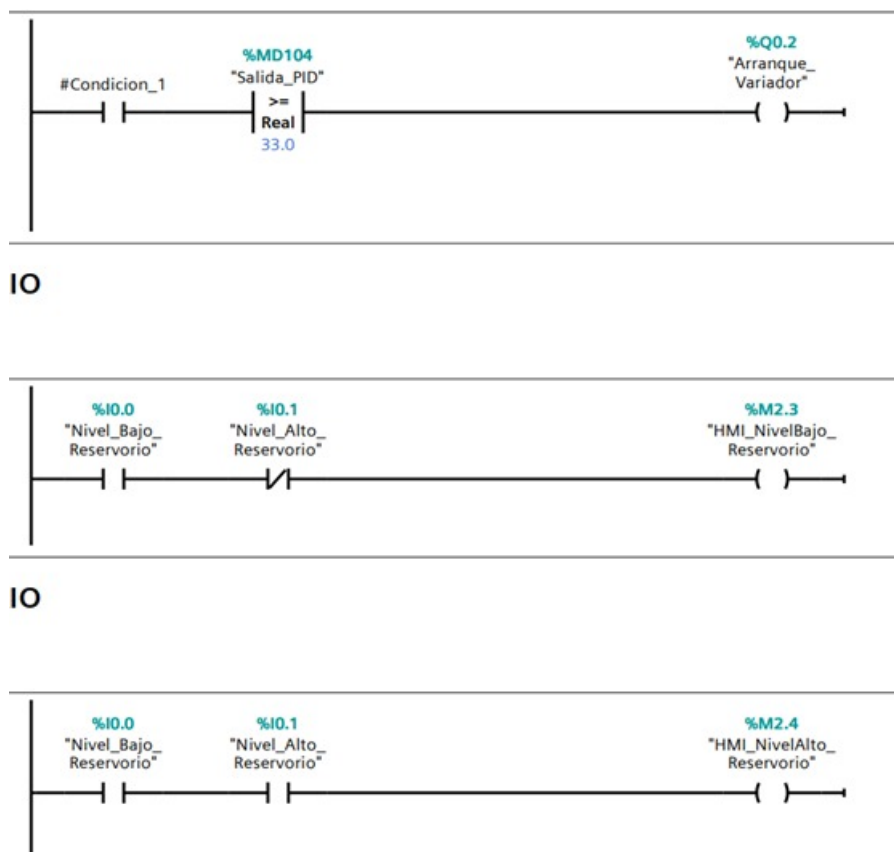 %MD104
"Salida_PID"
%Q0.2
"Arranque_
Variador"
#Condicion_1
>=
Real
33.0
IO
%I0.0
"Nivel_Bajo_
Reservorio"
%I0.1
"Nivel_Alto_
Reservorio"
%M2.3
"HMI_NivelBajo_
Reservorio"
IO
%I0.0
"Nivel_Bajo_
Reservorio"
%I0.1
"Nivel_Alto_
Reservorio"
%M2.4
"HMI_NivelAlto_
Reservorio"